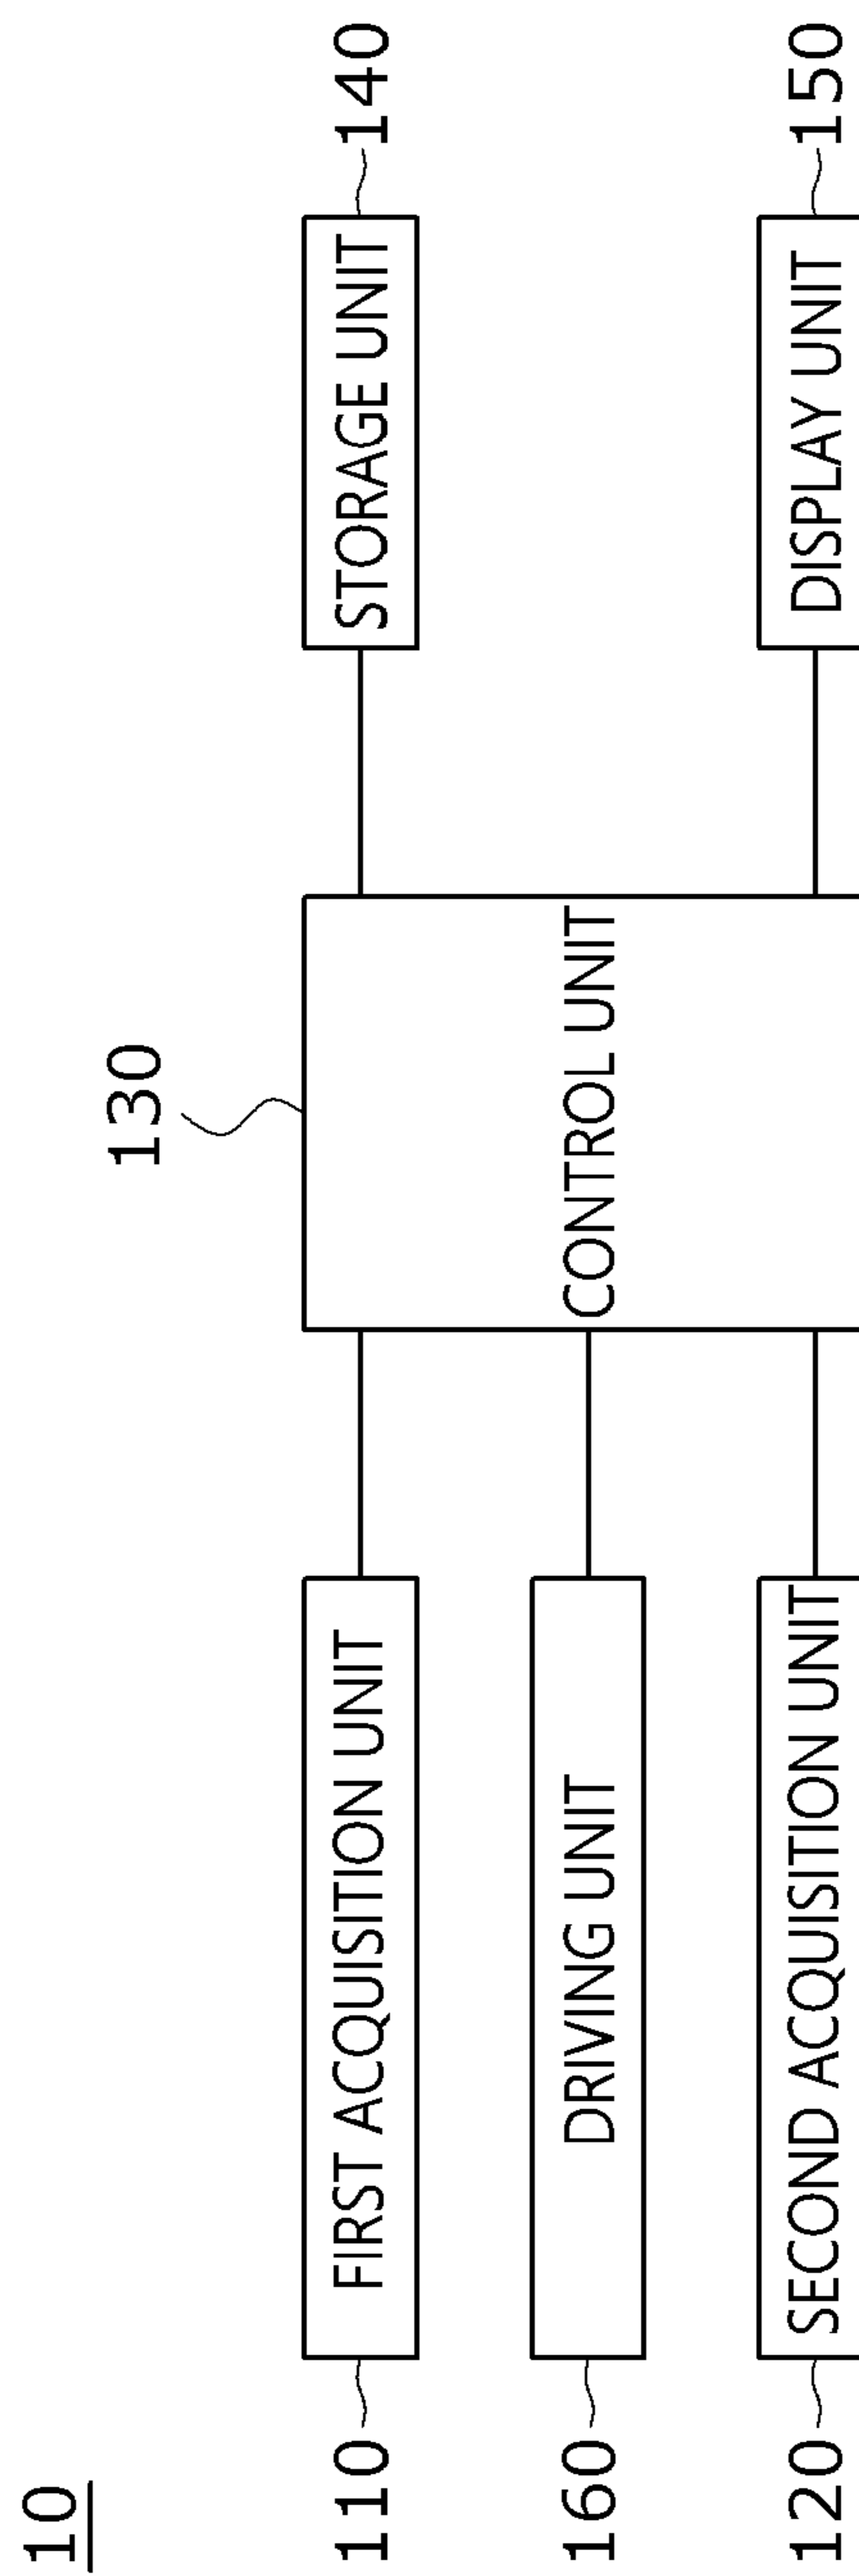 10
130
110
FIRST ACQUISITION UNIT
STORAGE UNIT
140
160
DRIVING UNIT
CONTROL UNIT
120
SECOND ACQUISITION UNIT
DISPLAY UNIT
150